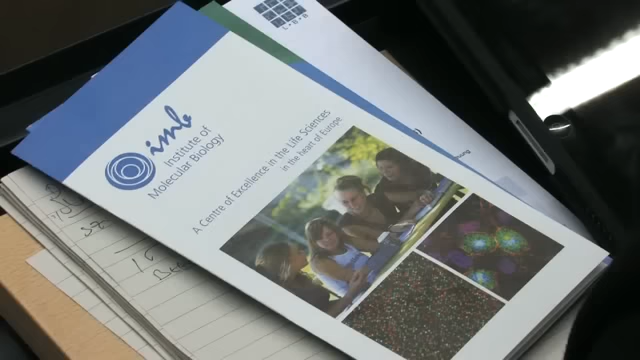 imb
Institute of
Molecular Biology
A Centre of Excellence in the Life Sciences
in the heart of Europe